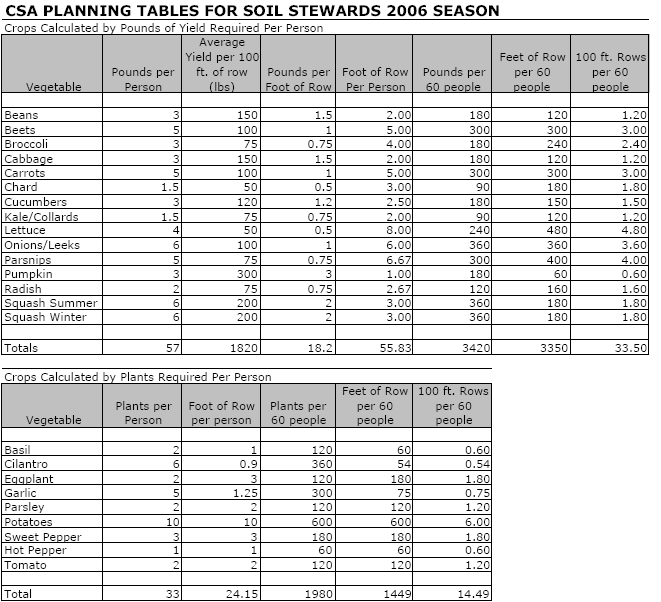 CSA PLANNING TABLES FOR SOIL STEWARDS 2006 SEASON
Crops Calculated by Pounds of Yield Required Per Person
Vegetable | Pounds per Person | Average Yield per 100 ft. of row (lbs) | Pounds per Foot of Row | Foot of Row Per Person | Pounds per 60 people | Feet of Row per 60 people | 100 ft. Rows per 60 people
Beans 3 150 1.5 2.00 180 120 1.20
Beets 5 100 1 5.00 300 300 3.00
Broccoli 3 75 0.75 4.00 180 240 2.40
Cabbage 3 150 1.5 2.00 180 120 1.20
Carrots 5 100 1 5.00 300 300 3.00
Chard 1.5 50 0.5 3.00 90 180 1.80
Cucumbers 3 120 1.2 2.50 180 150 1.50
Kale/Collards 1.5 75 0.75 2.00 90 120 1.20
Lettuce 4 50 0.5 8.00 240 480 4.80
Onions/Leeks 6 100 1 6.00 360 360 3.60
Parsnips 5 75 0.75 6.67 300 400 4.00
Pumpkin 3 300 3 1.00 180 60 0.60
Radish 2 75 0.75 2.67 120 160 1.60
Squash Summer 6 200 2 3.00 360 180 1.80
Squash Winter 6 200 2 3.00 360 180 1.80
Totals 57 1820 18.2 55.83 3420 3350 33.50
Crops Calculated by Plants Required Per Person
Vegetable | Plants per Person | Foot of Row per person | Plants per 60 people | Feet of Row per 60 people | 100 ft. Rows per 60 people
Basil 2 1 120 60 0.60
Cilantro 6 0.9 360 54 0.54
Eggplant 2 3 120 180 1.80
Garlic 5 1.25 300 75 0.75
Parsley 2 2 120 120 1.20
Potatoes 10 10 600 600 6.00
Sweet Pepper 3 3 180 180 1.80
Hot Pepper 1 1 60 60 0.60
Tomato 2 2 120 120 1.20
Total 33 24.15 1980 1449 14.49